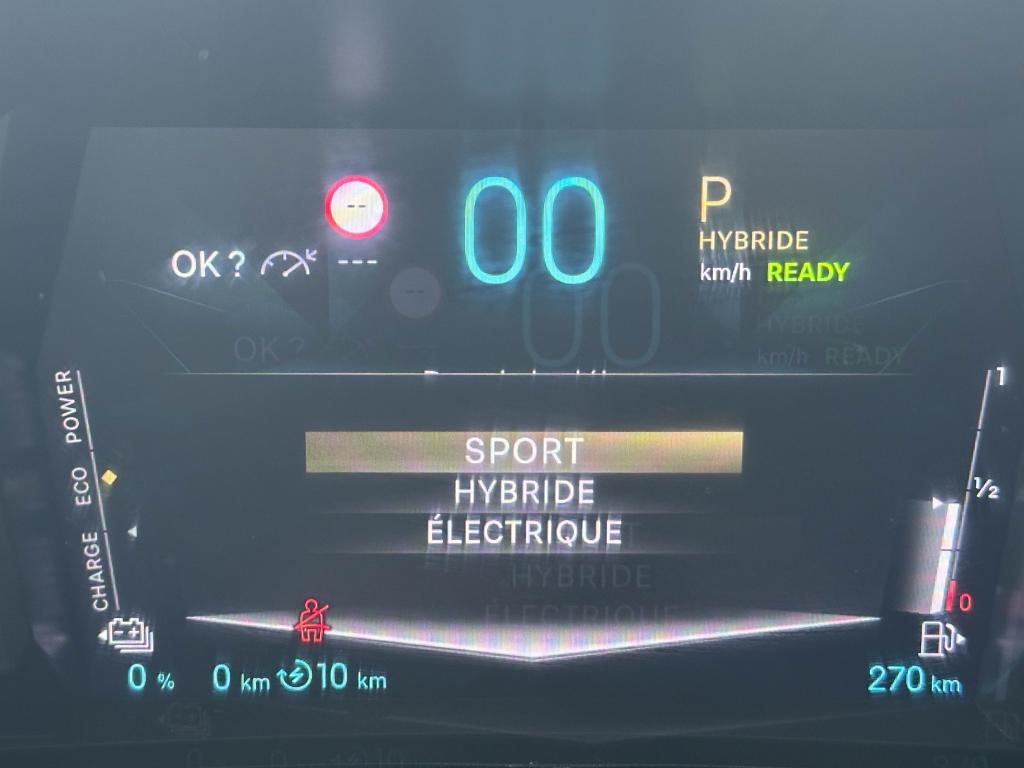 --
00
P
HYBRIDE
OK ? ---
km/h READY
POWER
ECO
CHARGE
SPORT
HYBRIDE
ÉLECTRIQUE
1
½
0
0 %
0 km 10 km
270 km